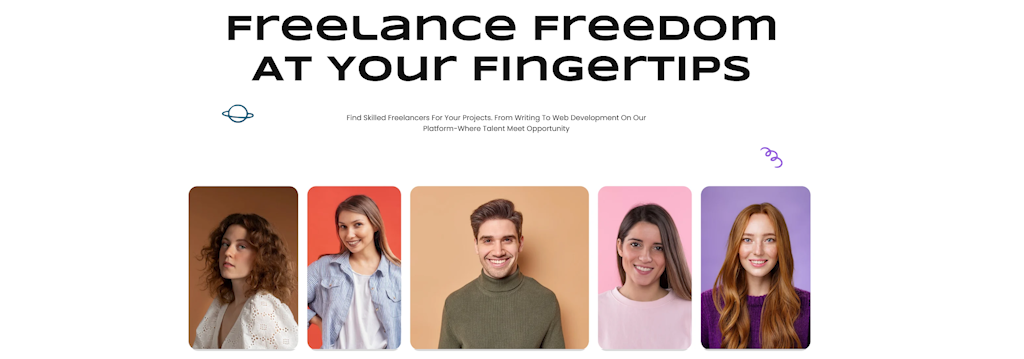 Freelance Freedom
At Your Fingertips
Find Skilled Freelancers For Your Projects. From Writing To Web Development On Our
Platform-Where Talent Meet Opportunity